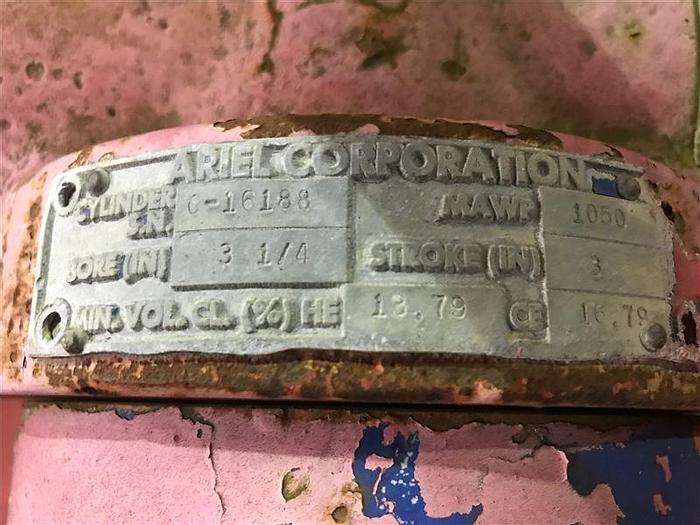 ARIEL CORPORATION
CYLINDER S.N. C-16188 MAWP 1050
BORE (IN) 3 1/4 STROKE (IN) 3
MIN. VOL. CL. (%) HE 13.79 CE 16.79